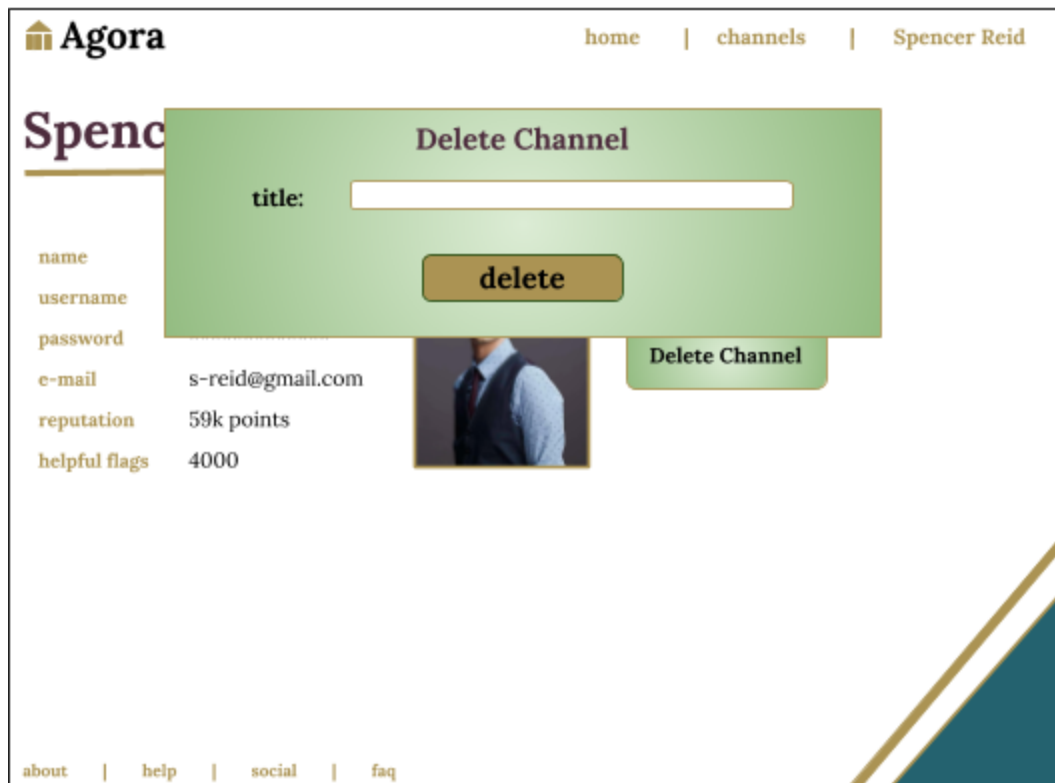 Agora
home | channels | Spencer Reid
Spenc
Delete Channel
title:
delete
name
username
password
Delete Channel
e-mail s-reid@gmail.com
reputation 59k points
helpful flags 4000
about | help | social | faq